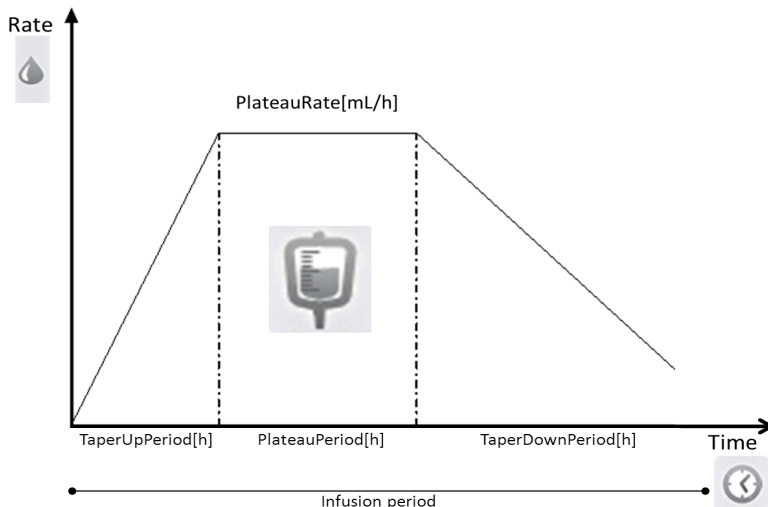 Rate
PlateauRate[mL/h]
TaperUpPeriod[h]
PlateauPeriod[h]
TaperDownPeriod[h]
Time
Infusion period